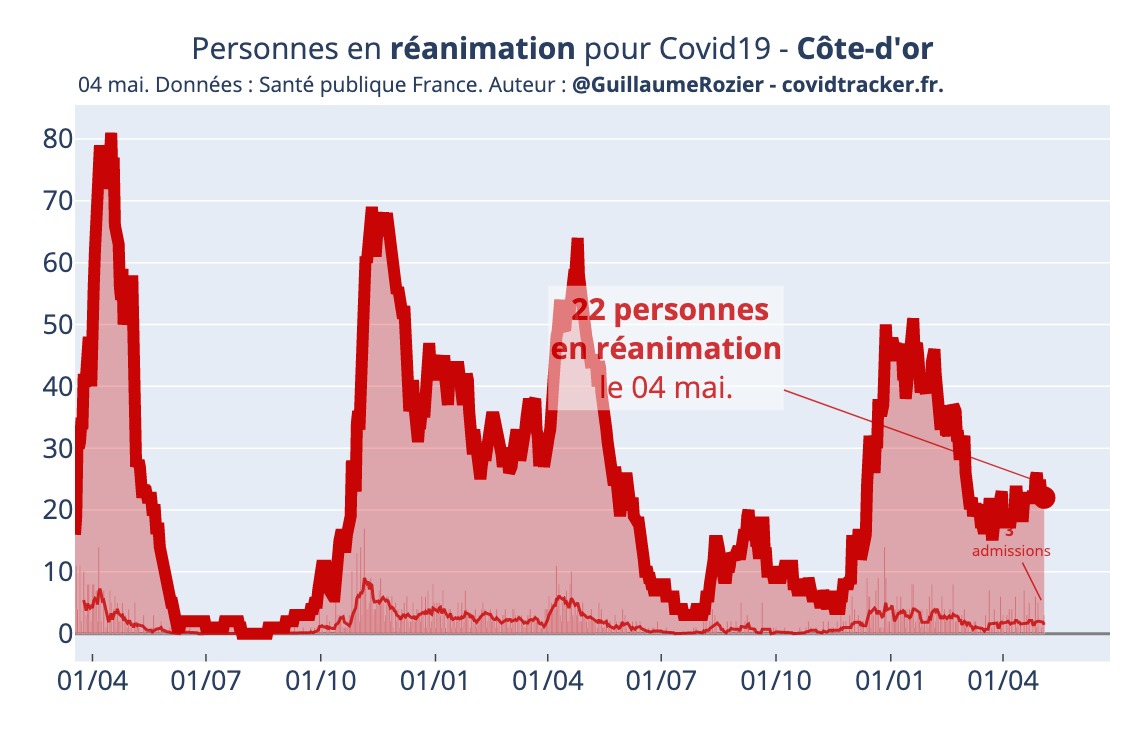 Personnes en réanimation pour Covid19 - Côte-d'or
04 mai. Données : Santé publique France. Auteur : @GuillaumeRozier - covidtracker.fr.
80
70
60
50
40
30
20
10
0
22 personnes
en réanimation
le 04 mai.
3
admissions
01/04 01/07 01/10 01/01 01/04 01/07 01/10 01/01 01/04